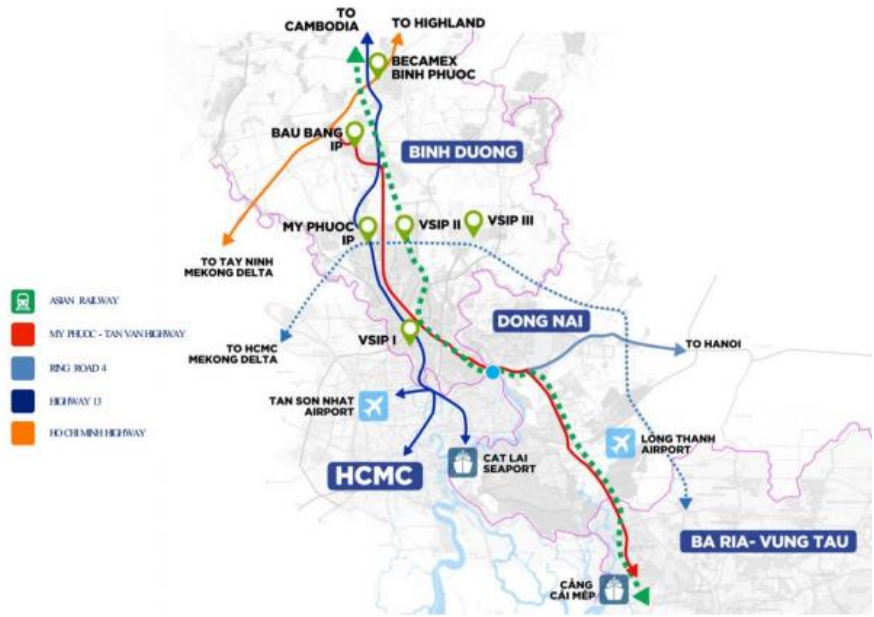 TO
CAMBODIA
TO HIGHLAND
BECAMEX
BINH PHUOC
BAU BANG
IP
BINH DUONG
MY PHUOC
IP
VSIP II
VSIP III
TO TAY NINH
MEKONG DELTA
ASIAN RAILWAY
MY PHUOC - TAN VAN HIGHWAY
RING ROAD 4
HIGHWAY 13
HO CHI MINH HIGHWAY
TO HCMC
MEKONG DELTA
VSIP I
DONG NAI
TO HANOI
TAN SON NHAT
AIRPORT
LONG THANH
AIRPORT
HCMC
CAT LAI
SEAPORT
BA RIA- VUNG TAU
CẢNG
CÁI MÉP